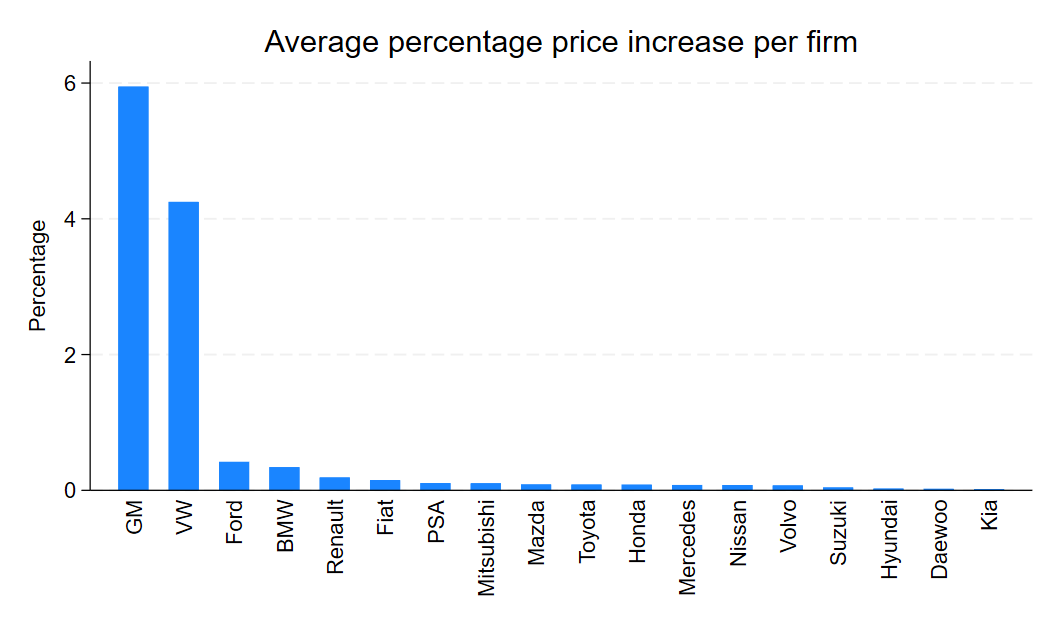 Average percentage price increase per firm
Percentage
6
4
2
0
GM
VW
Ford
BMW
Renault
Fiat
PSA
Mitsubishi
Mazda
Toyota
Honda
Mercedes
Nissan
Volvo
Suzuki
Hyundai
Daewoo
Kia